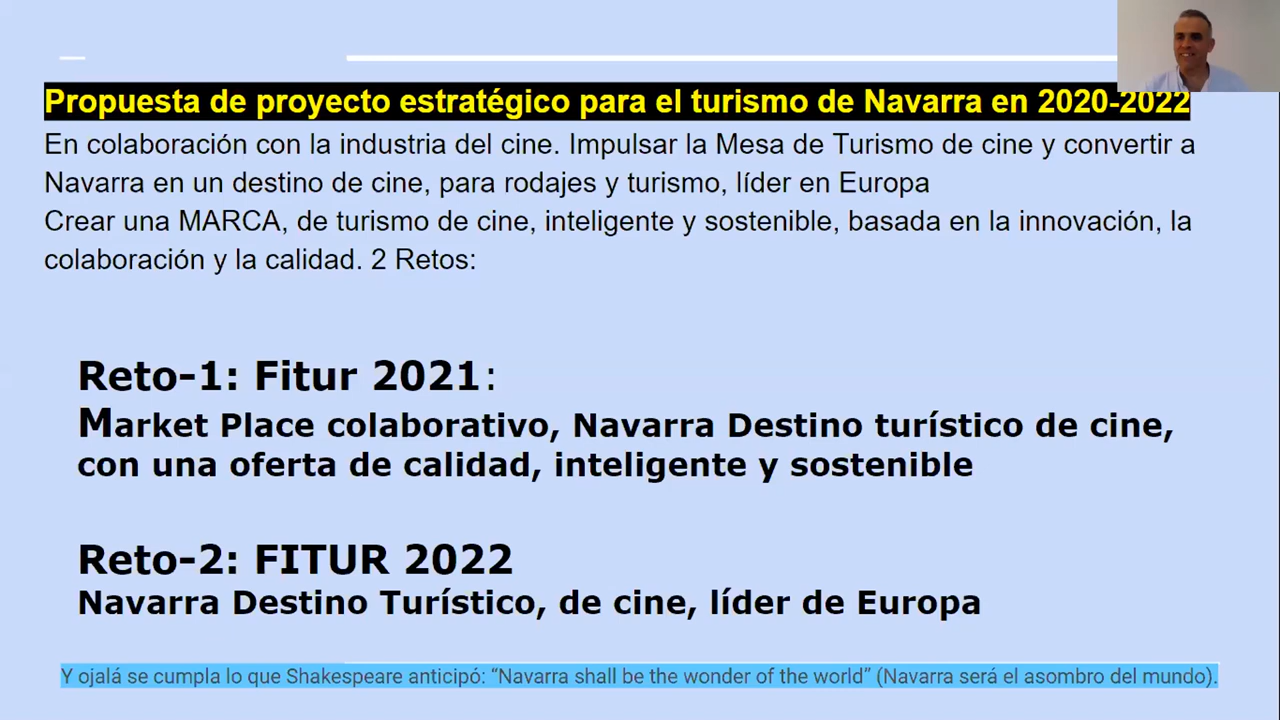 Propuesta de proyecto estratégico para el turismo de Navarra en 2020-2022
En colaboración con la industria del cine. Impulsar la Mesa de Turismo de cine y convertir a
Navarra en un destino de cine, para rodajes y turismo, líder en Europa
Crear una MARCA, de turismo de cine, inteligente y sostenible, basada en la innovación, la
colaboración y la calidad. 2 Retos:
Reto-1: Fitur 2021:
Market Place colaborativo, Navarra Destino turístico de cine,
con una oferta de calidad, inteligente y sostenible
Reto-2: FITUR 2022
Navarra Destino Turístico, de cine, líder de Europa
Y ojalá se cumpla lo que Shakespeare anticipó: “Navarra shall be the wonder of the world” (Navarra será el asombro del mundo).